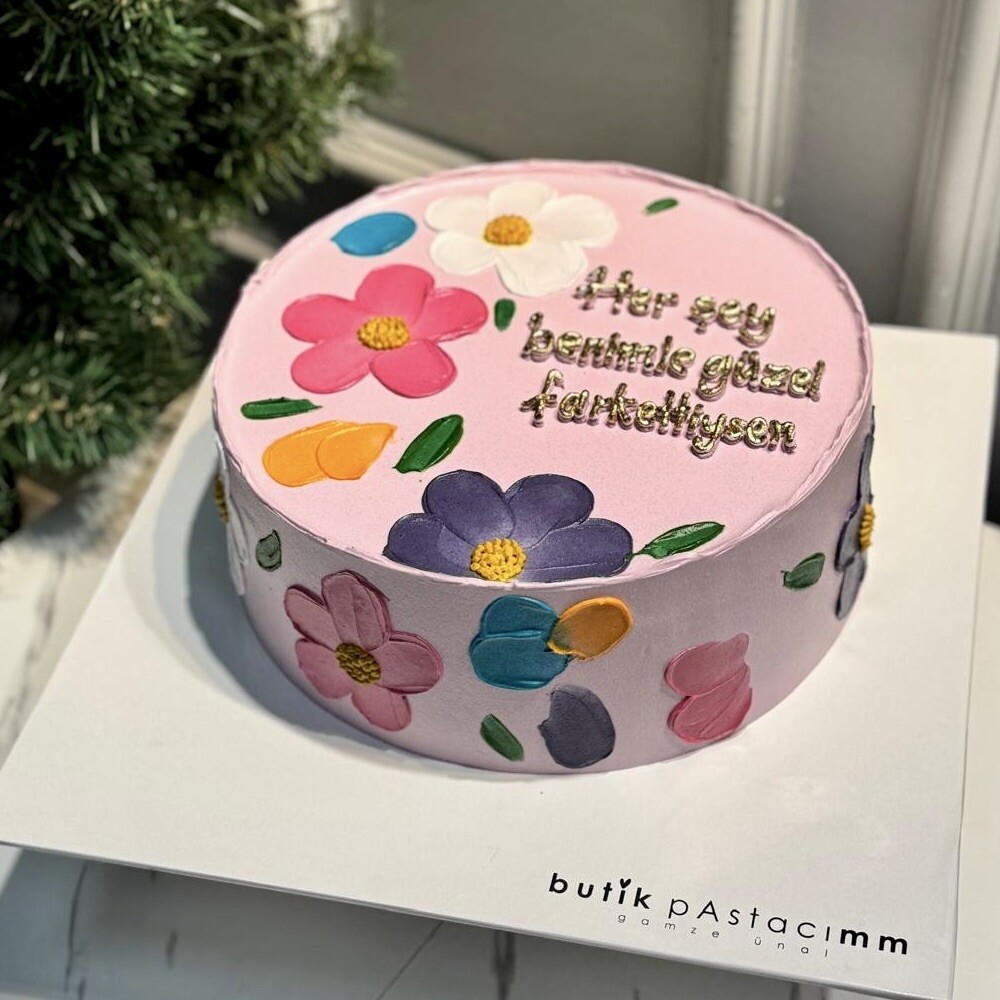 Her şey
benimle güzel
farkettiysen
butik pAstacımm
gamze ünal